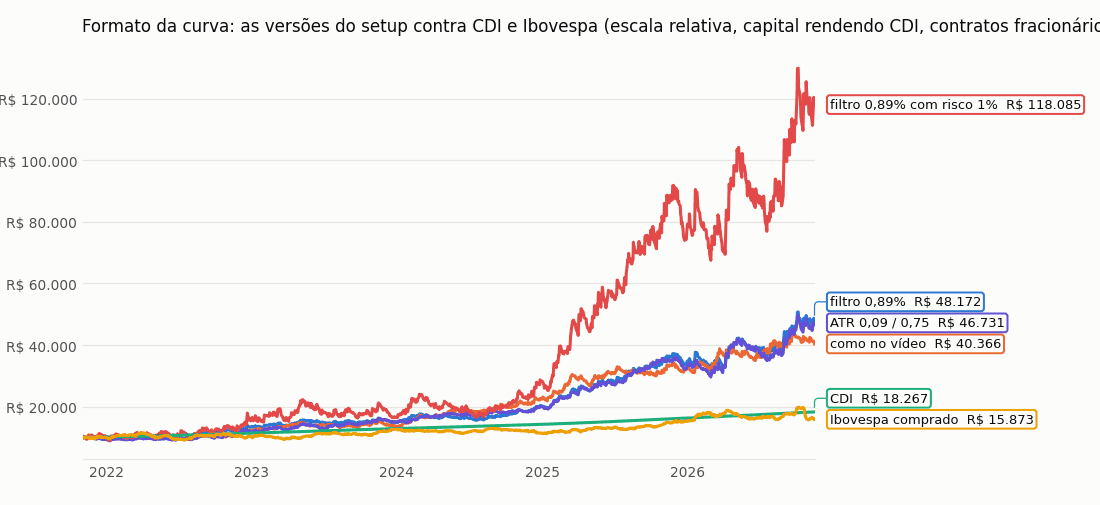 Formato da curva: as versões do setup contra CDI e Ibovespa (escala relativa, capital rendendo CDI, contratos fracionário
R$ 120.000
R$ 100.000
R$ 80.000
R$ 60.000
R$ 40.000
R$ 20.000
filtro 0,89% com risco 1% R$ 118.085
filtro 0,89% R$ 48.172
ATR 0,09 / 0,75 R$ 46.731
como no vídeo R$ 40.366
CDI R$ 18.267
Ibovespa comprado R$ 15.873
2022 2023 2024 2025 2026